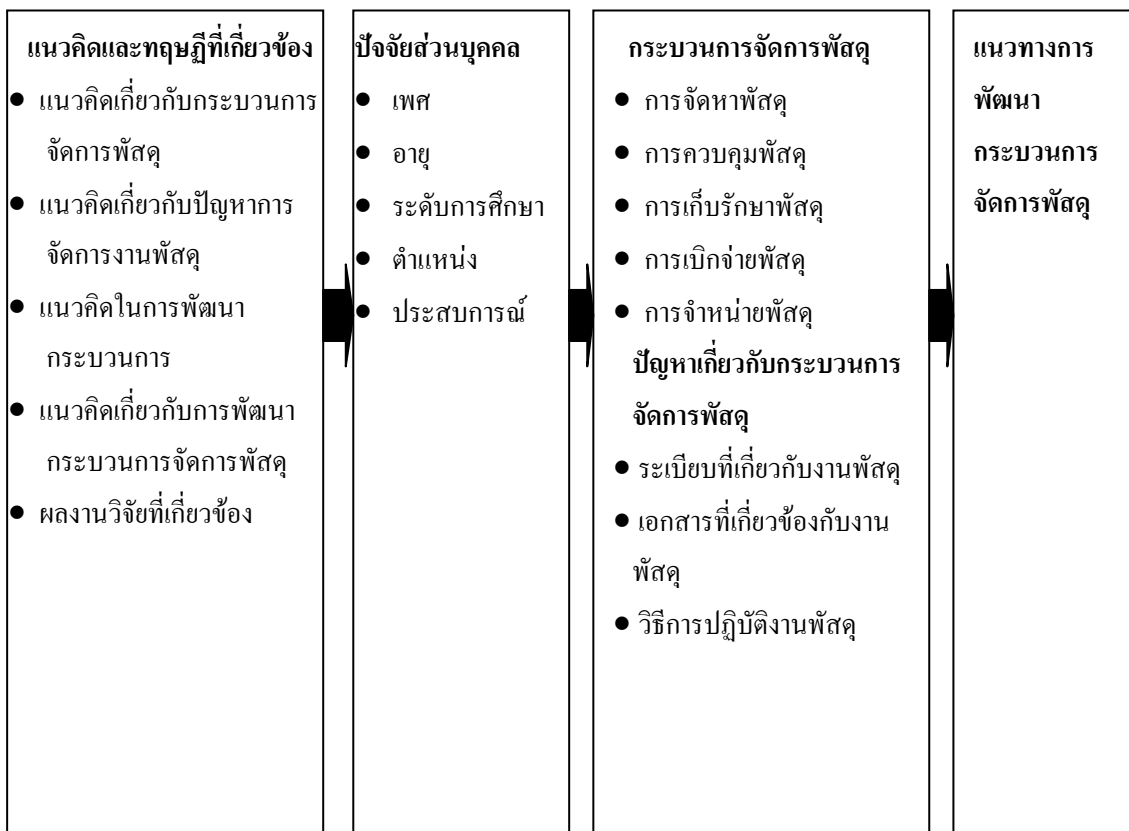 แนวคิดและทฤษฏีที่เกี่ยวข้อง
● แนวคิดเกี่ยวกับกระบวนการ
จัดการพัสดุ
● แนวคิดเกี่ยวกับปัญหาการ
จัดการงานพัสดุ
● แนวคิดในการพัฒนา
กระบวนการ
● แนวคิดเกี่ยวกับการพัฒนา
กระบวนการจัดการพัสดุ
● ผลงานวิจัยที่เกี่ยวข้อง
ปัจจัยส่วนบุคคล
● เพศ
● อายุ
● ระดับการศึกษา
● ตำแหน่ง
● ประสบการณ์
กระบวนการจัดการพัสดุ
● การจัดหาพัสดุ
● การควบคุมพัสดุ
● การเก็บรักษาพัสดุ
● การเบิกจ่ายพัสดุ
● การจำหน่ายพัสดุ
ปัญหาเกี่ยวกับกระบวนการ
จัดการพัสดุ
● ระเบียบที่เกี่ยวกับงานพัสดุ
● เอกสารที่เกี่ยวข้องกับงาน
พัสดุ
● วิธีการปฏิบัติงานพัสดุ
แนวทางการ
พัฒนา
กระบวนการ
จัดการพัสดุ